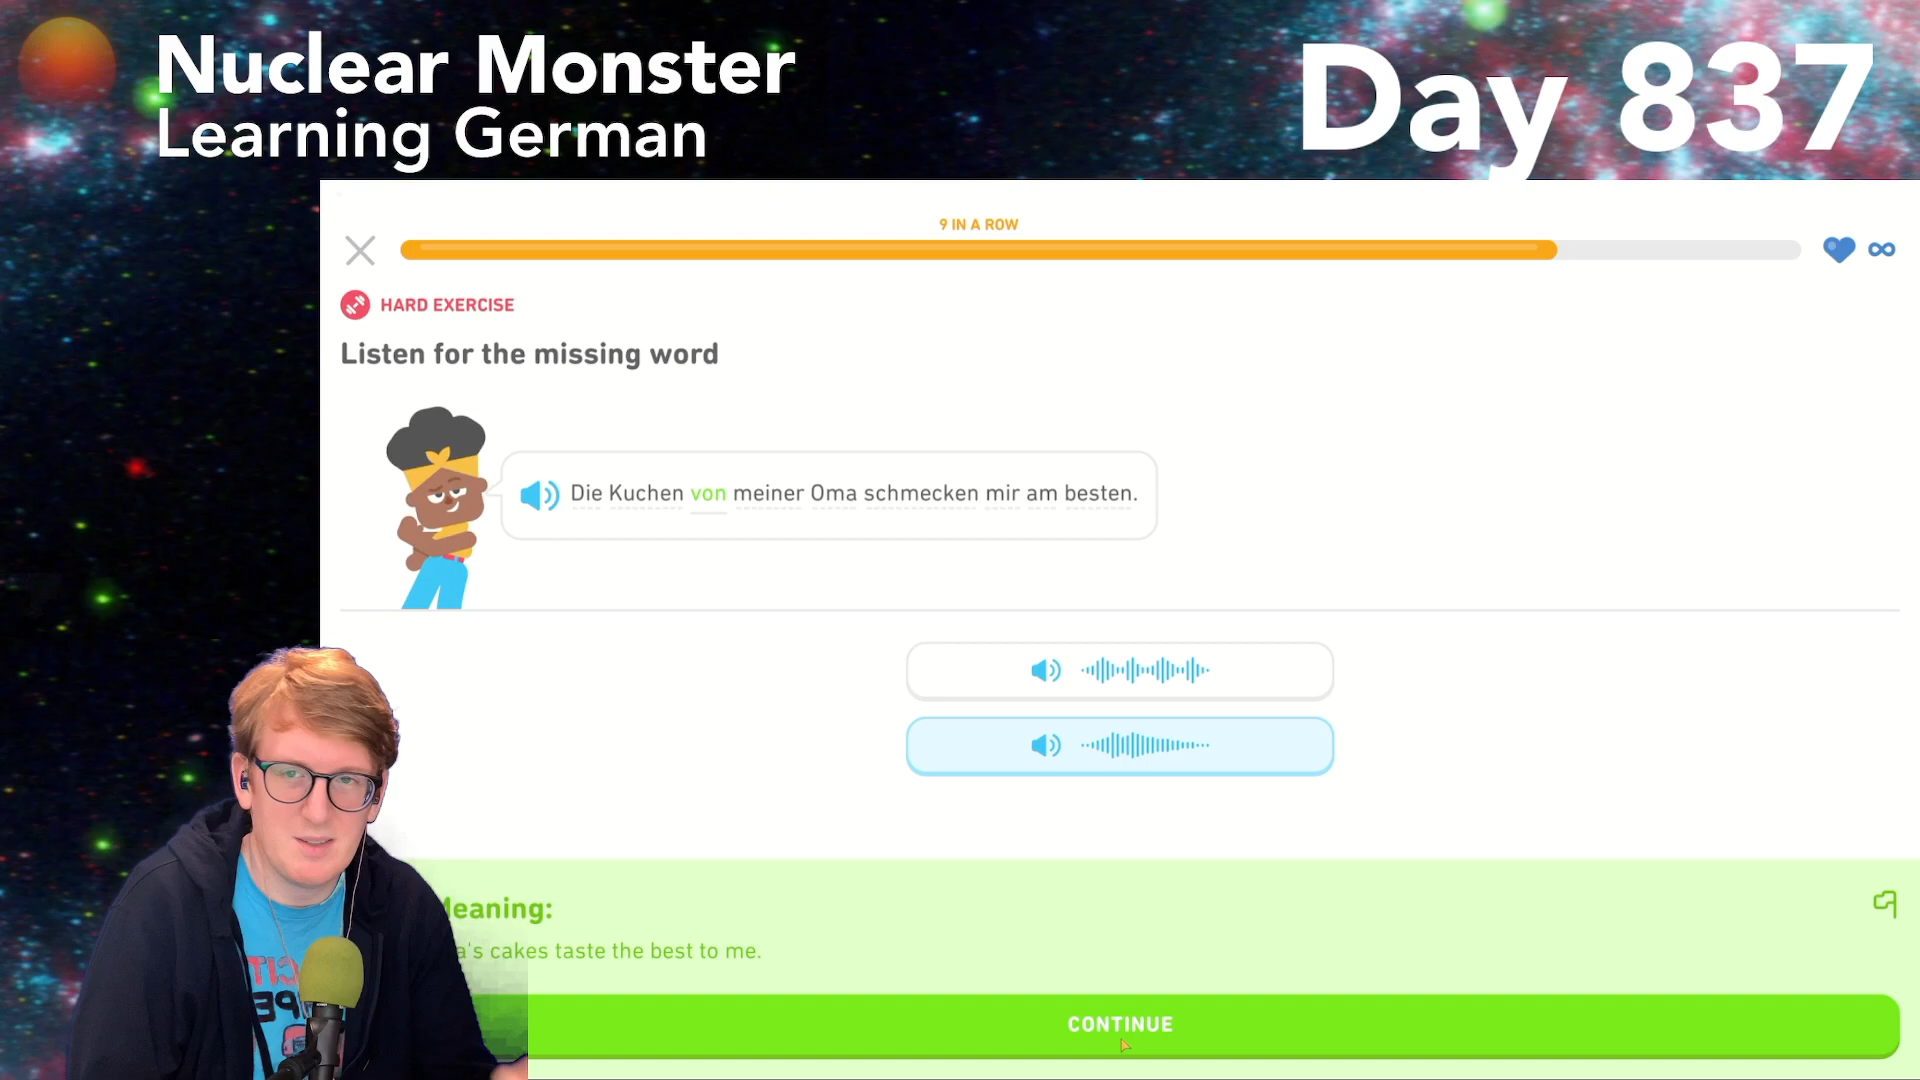 Nuclear Monster
Learning German
Day 837
9 IN A ROW
HARD EXERCISE
Listen for the missing word
Die Kuchen von meiner Oma schmecken mir am besten.
Meaning:
a's cakes taste the best to me.
CONTINUE